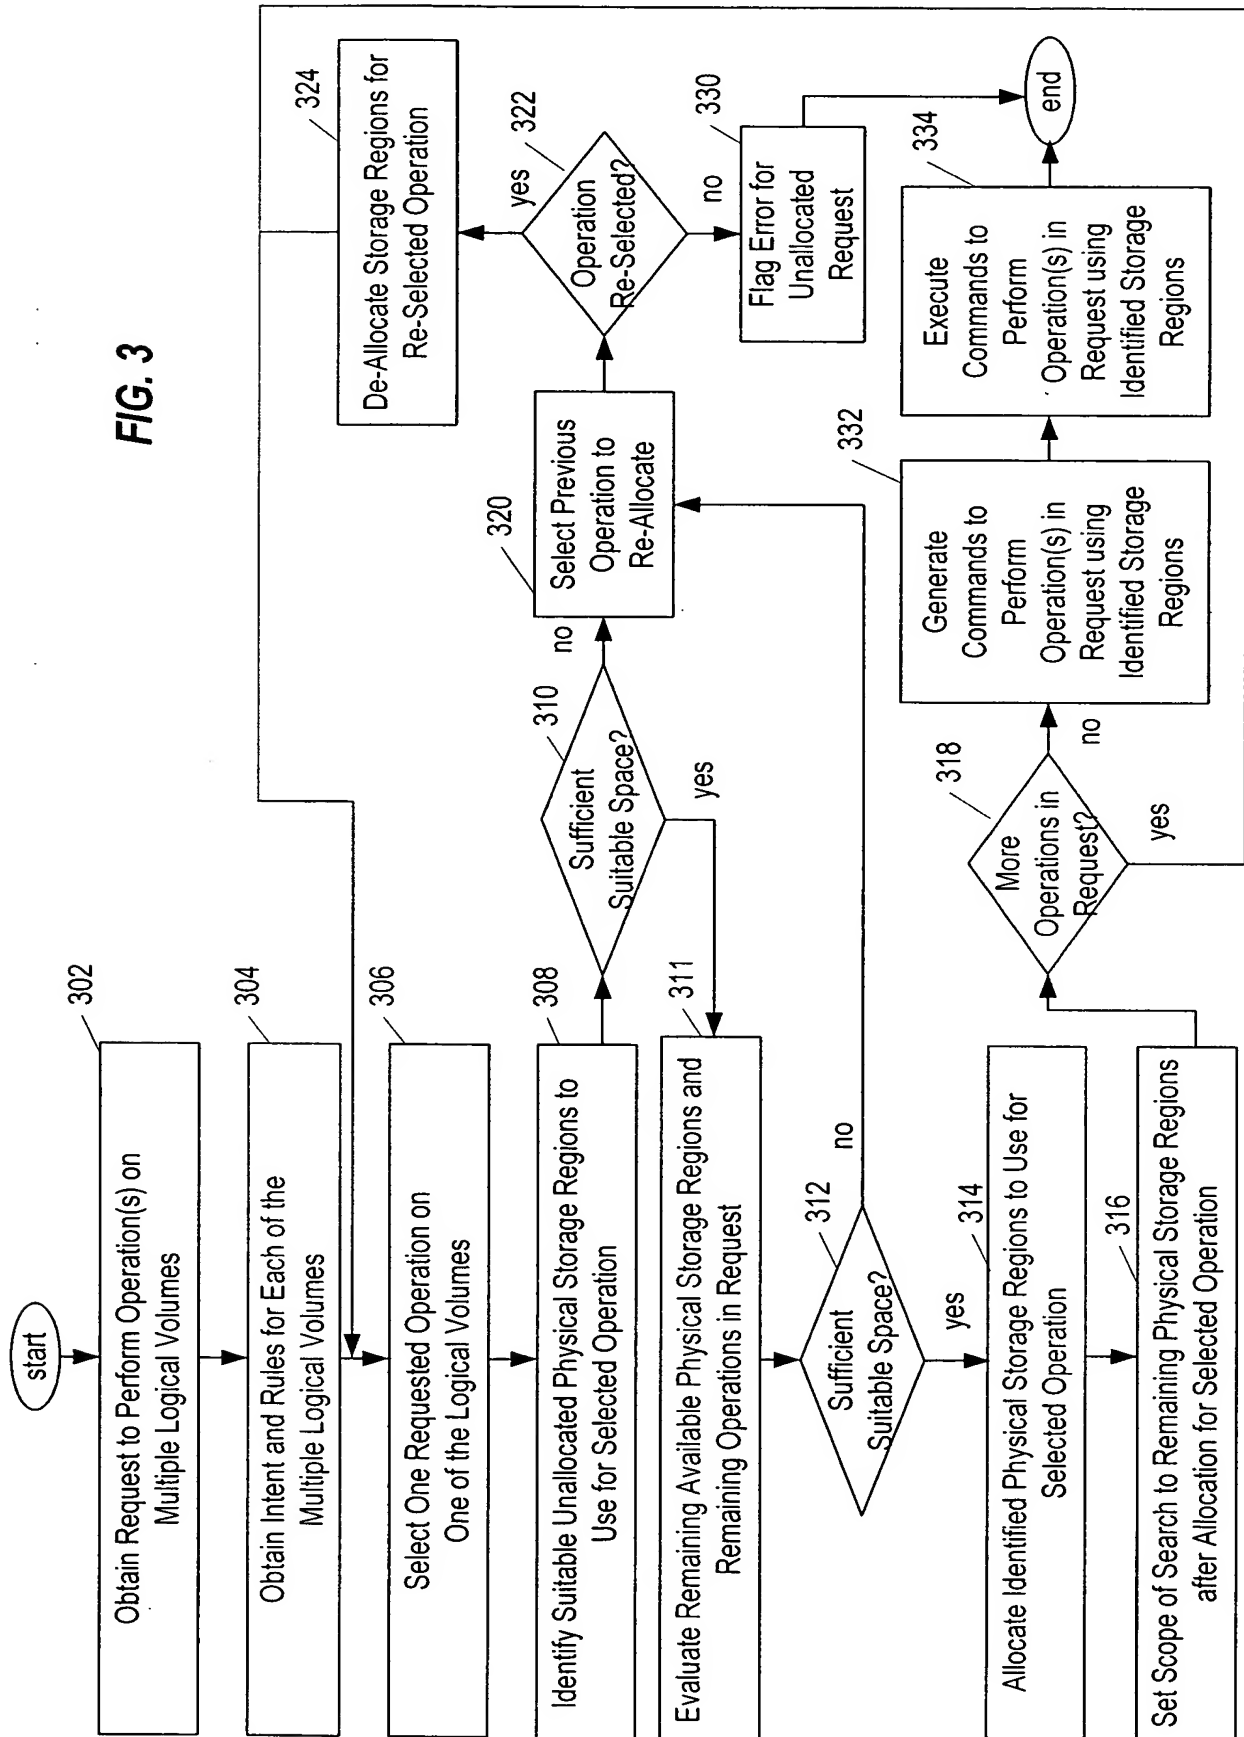 FIG. 3
start
302
Obtain Request to Perform Operation(s) on
Multiple Logical Volumes
304
Obtain Intent and Rules for Each of the
Multiple Logical Volumes
306
Select One Requested Operation on
One of the Logical Volumes
308
Identify Suitable Unallocated Physical Storage Regions to
Use for Selected Operation
310
Sufficient
Suitable Space?
no
yes
311
Evaluate Remaining Available Physical Storage Regions and
Remaining Operations in Request
312
Sufficient
Suitable Space?
no
yes
314
Allocate Identified Physical Storage Regions to Use for
Selected Operation
316
Set Scope of Search to Remaining Physical Storage Regions
after Allocation for Selected Operation
318
More
Operations in
Request?
no
yes
320
Select Previous
Operation to
Re-Allocate
322
Operation
Re-Selected?
yes
no
324
De-Allocate Storage Regions for
Re-Selected Operation
330
Flag Error for
Unallocated
Request
332
Generate
Commands to
Perform
Operation(s) in
Request using
Identified Storage
Regions
334
Execute
Commands to
Perform
Operation(s) in
Request using
Identified Storage
Regions
end